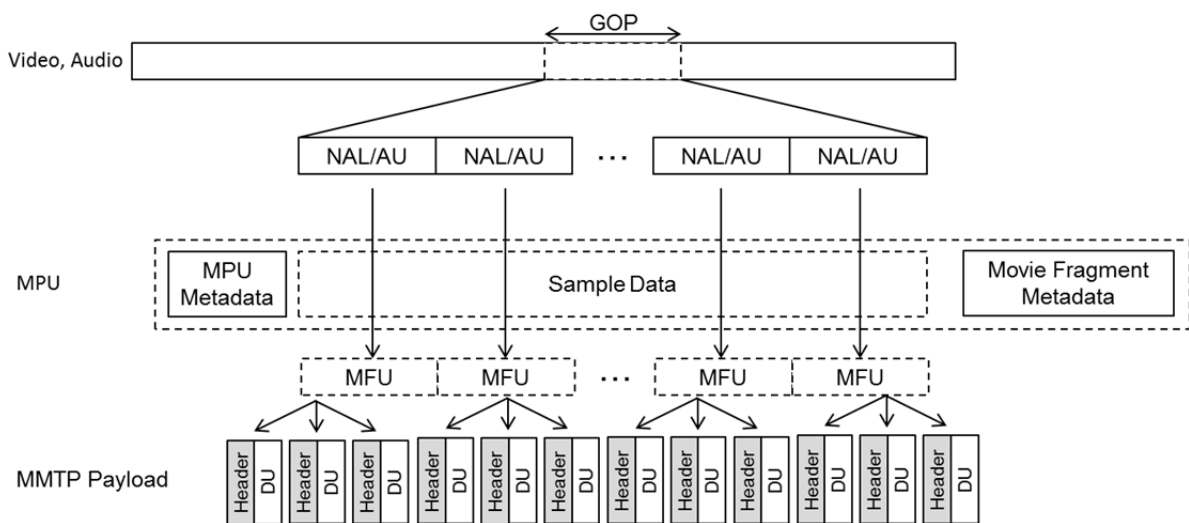 GOP
Video, Audio
NAL/AU NAL/AU ... NAL/AU NAL/AU
MPU
MPU
Metadata
Sample Data
Movie Fragment
Metadata
MFU MFU ... MFU MFU
MMTP Payload
Header DU Header DU Header DU Header DU Header DU Header DU Header DU Header DU Header DU Header DU Header DU Header DU